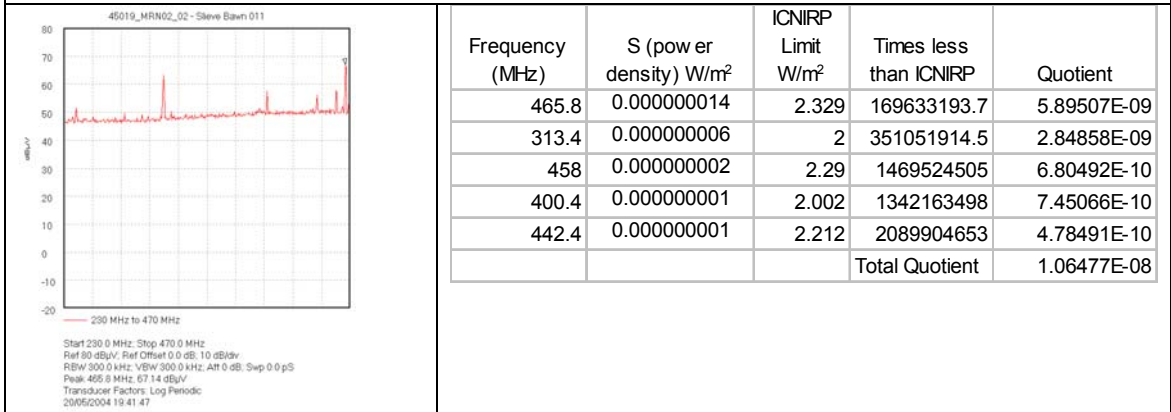 45019_MRN02_02 - Slieve Bawn 011
80
70
60
50
40
30
20
10
0
-10
-20
dBµV
230 MHz to 470 MHz
Start 230.0 MHz; Stop 470.0 MHz
Ref 80 dBµV; Ref Offset 0.0 dB; 10 dB/div
RBW 300.0 kHz; VBW 300.0 kHz; Att 0 dB; Swp 0.0 pS
Peak 465.8 MHz, 67.14 dBµV
Transducer Factors: Log Periodic
20/05/2004 19:41:47
Frequency (MHz) S (pow er density) W/m² ICNIRP Limit W/m² Times less than ICNIRP Quotient
465.8 0.000000014 2.329 169633193.7 5.89507E-09
313.4 0.000000006 2 351051914.5 2.84858E-09
458 0.000000002 2.29 1469524505 6.80492E-10
400.4 0.000000001 2.002 1342163498 7.45066E-10
442.4 0.000000001 2.212 2089904653 4.78491E-10
Total Quotient 1.06477E-08